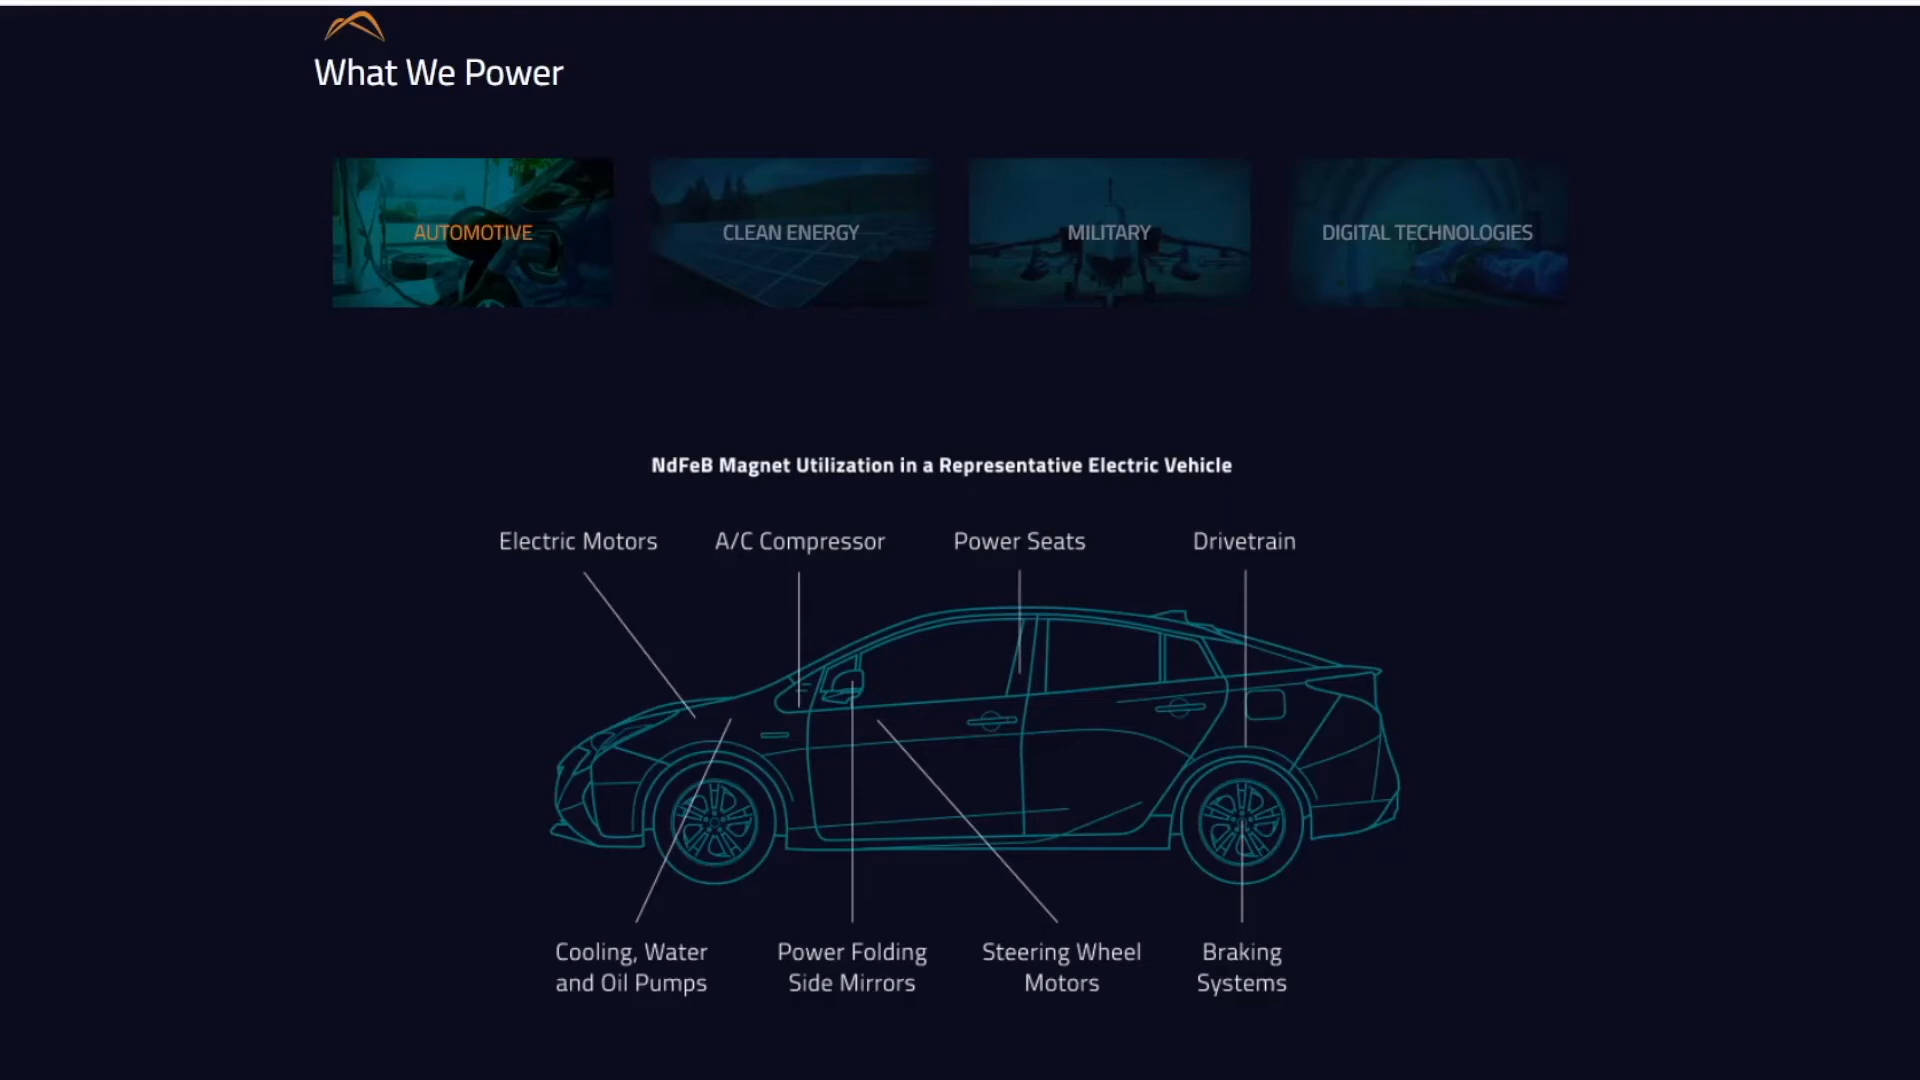 What We Power
AUTOMOTIVE
CLEAN ENERGY
MILITARY
DIGITAL TECHNOLOGIES
NdFeB Magnet Utilization in a Representative Electric Vehicle
Electric Motors
A/C Compressor
Power Seats
Drivetrain
Cooling, Water
and Oil Pumps
Power Folding
Side Mirrors
Steering Wheel
Motors
Braking
Systems